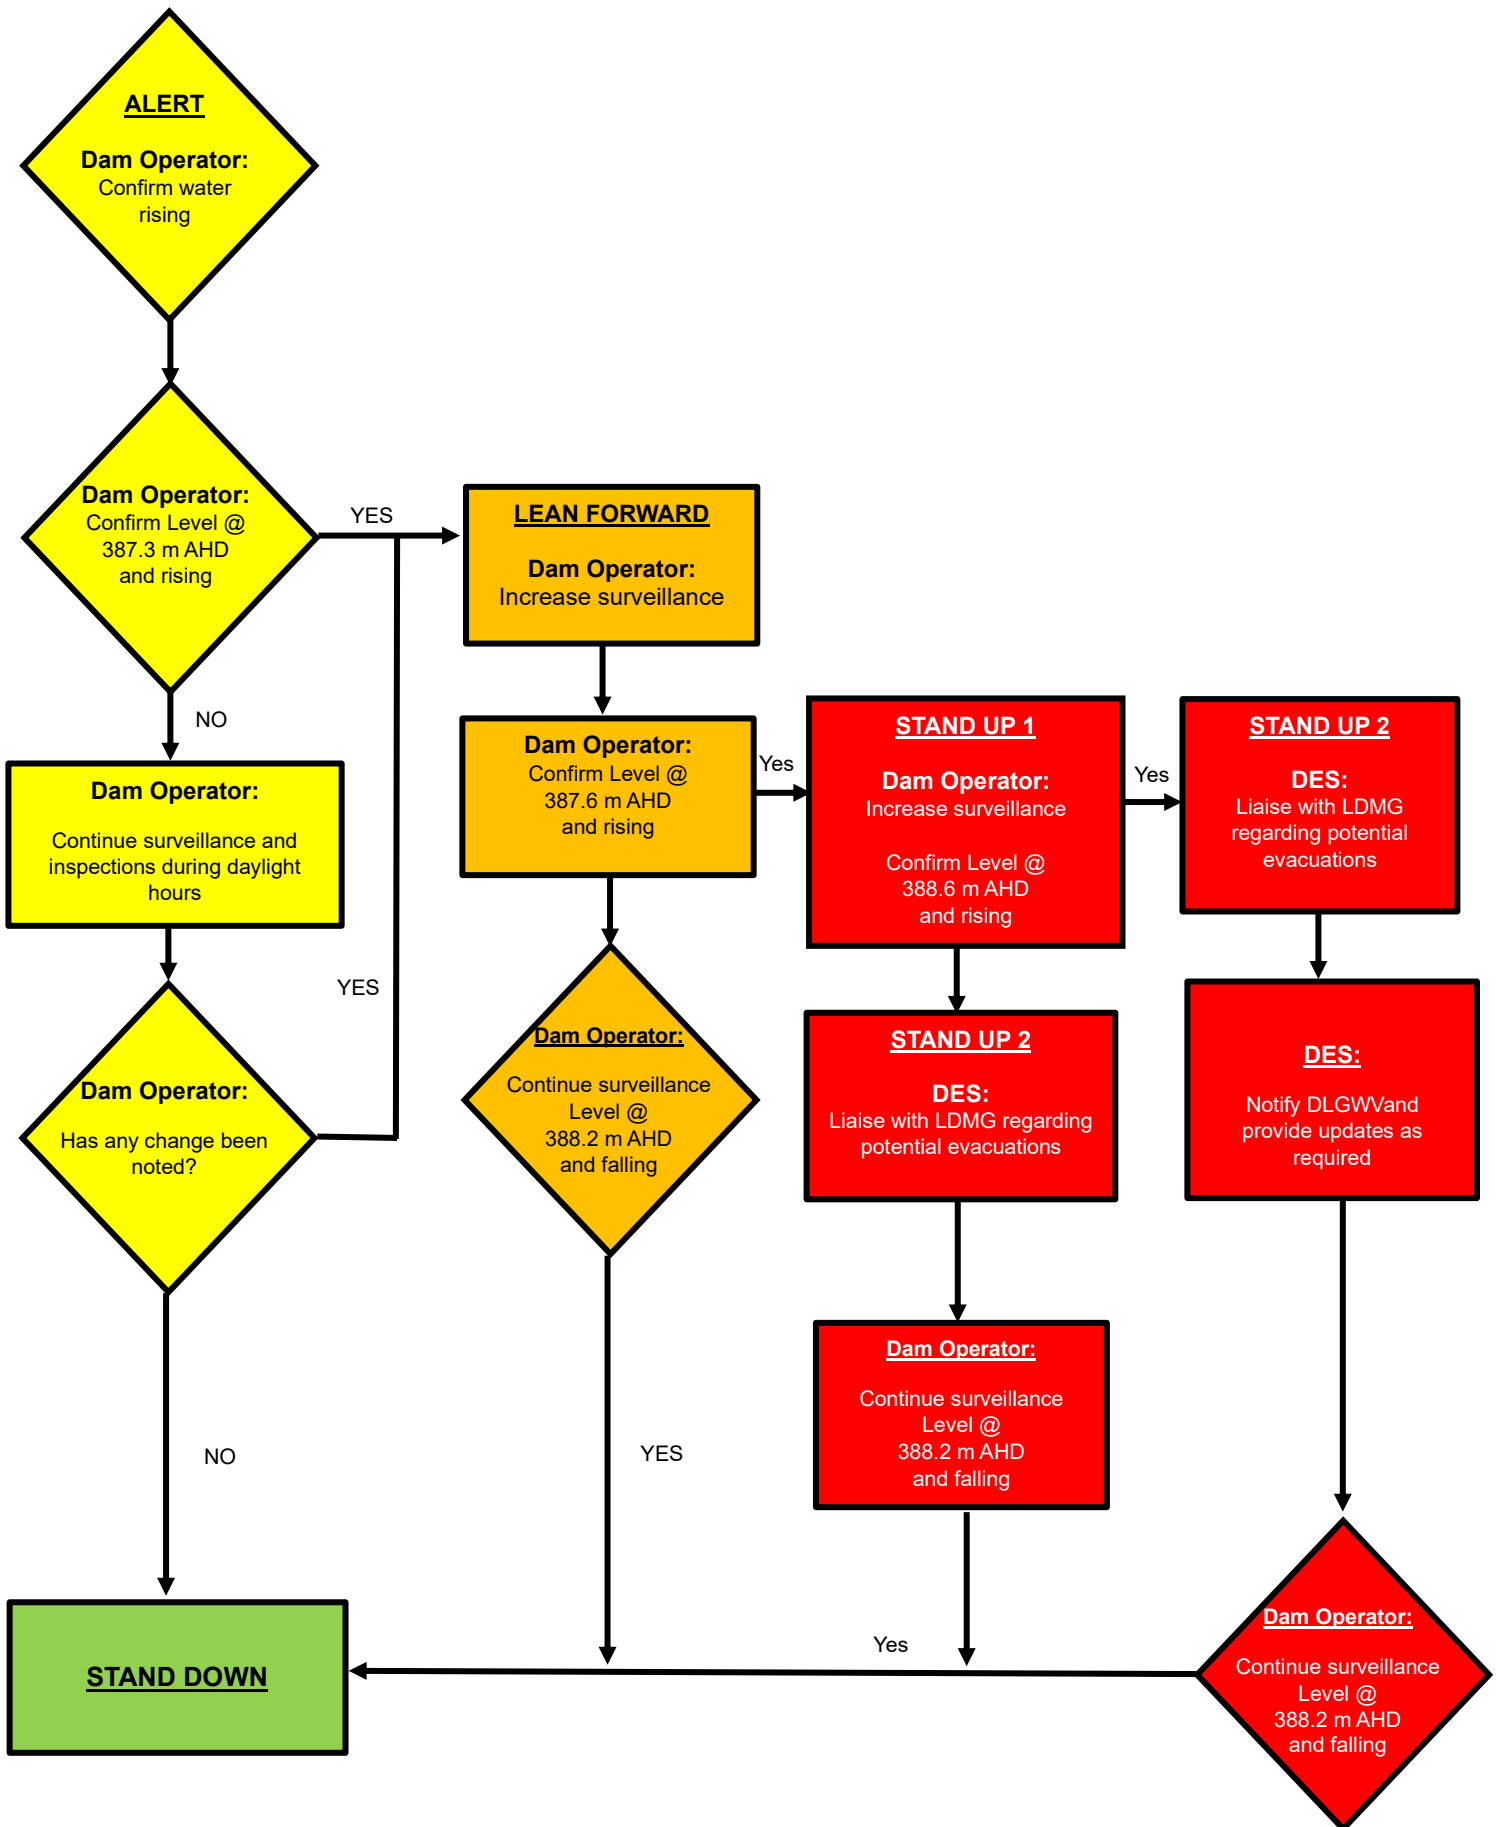 ALERT
Dam Operator:
Confirm water
rising
Dam Operator:
Confirm Level @
387.3 m AHD
and rising
YES
NO
Dam Operator:
Continue surveillance and
inspections during daylight
hours
YES
Dam Operator:
Has any change been
noted?
NO
STAND DOWN
LEAN FORWARD
Dam Operator:
Increase surveillance
Dam Operator:
Confirm Level @
387.6 m AHD
and rising
Yes
Dam Operator:
Continue surveillance
Level @
388.2 m AHD
and falling
YES
STAND UP 1
Dam Operator:
Increase surveillance
Confirm Level @
388.6 m AHD
and rising
Yes
STAND UP 2
DES:
Liaise with LDMG regarding
potential evacuations
Dam Operator:
Continue surveillance
Level @
388.2 m AHD
and falling
Yes
STAND UP 2
DES:
Liaise with LDMG
regarding potential
evacuations
DES:
Notify DLGWVand
provide updates as
required
Dam Operator:
Continue surveillance
Level @
388.2 m AHD
and falling